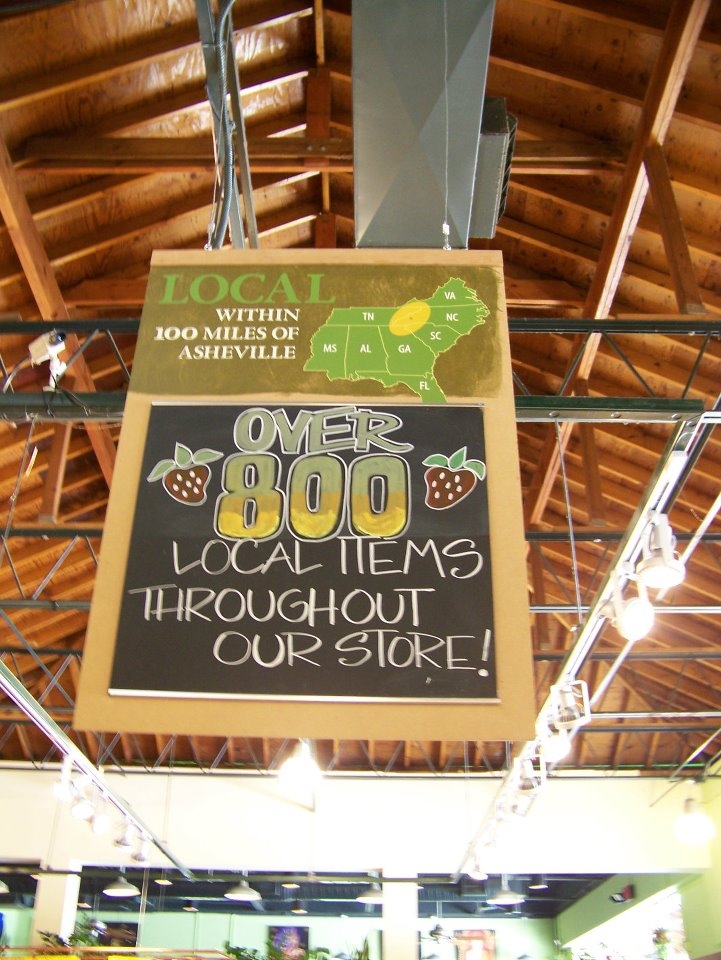 LOCAL
WITHIN
100 MILES OF
ASHEVILLE
VA
TN
NC
SC
MS
AL
GA
FL
OVER
800
LOCAL ITEMS
THROUGHOUT
OUR STORE!